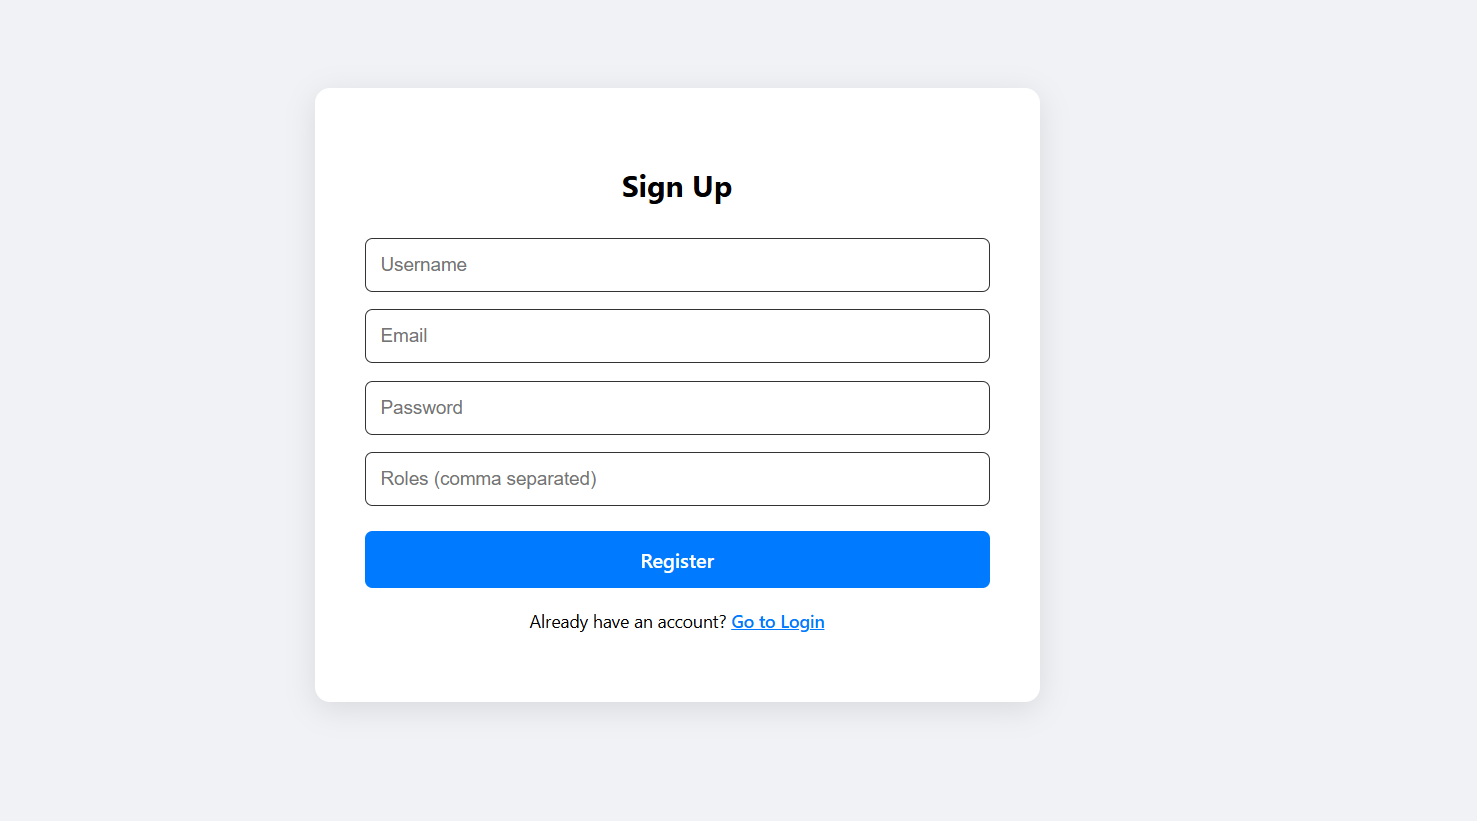 Sign Up
Username
Email
Password
Roles (comma separated)
Register
Already have an account? Go to Login